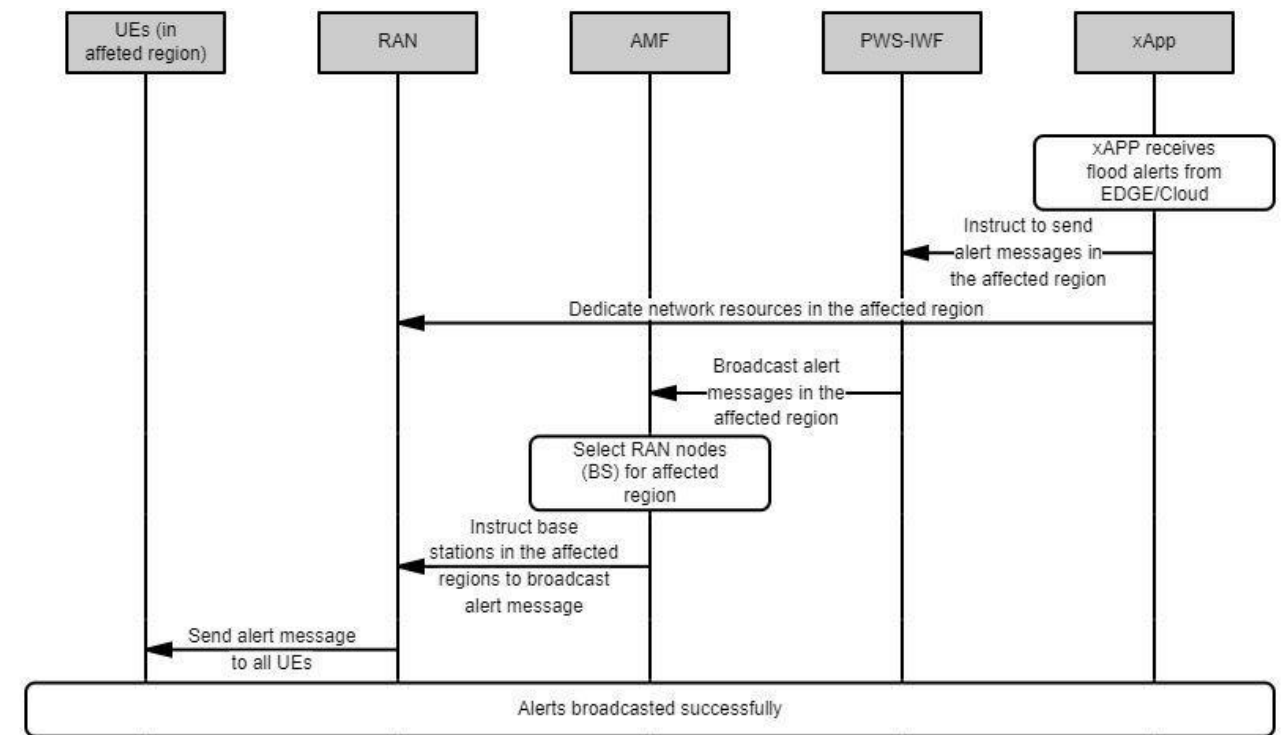 UEs (in
affeted region)
RAN
AMF
PWS-IWF
xApp
xAPP receives
flood alerts from
EDGE/Cloud
Instruct to send
alert messages in
the affected region
Dedicate network resources in the affected region
Broadcast alert
messages in the
affected region
Select RAN nodes
(BS) for affected
region
Instruct base
stations in the affected
regions to broadcast
alert message
Send alert message
to all UEs
Alerts broadcasted successfully